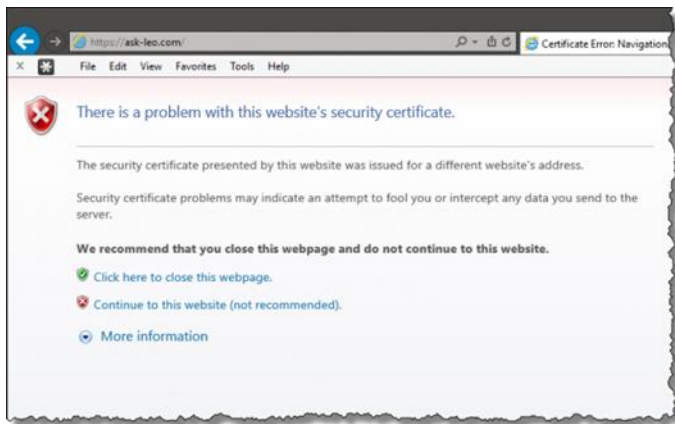 https://ask-leo.com/
Certificate Error: Navigation
x File Edit View Favorites Tools Help
There is a problem with this website's security certificate.
The security certificate presented by this website was issued for a different website's address.
Security certificate problems may indicate an attempt to fool you or intercept any data you send to the
server.
We recommend that you close this webpage and do not continue to this website.
Click here to close this webpage.
Continue to this website (not recommended).
More information